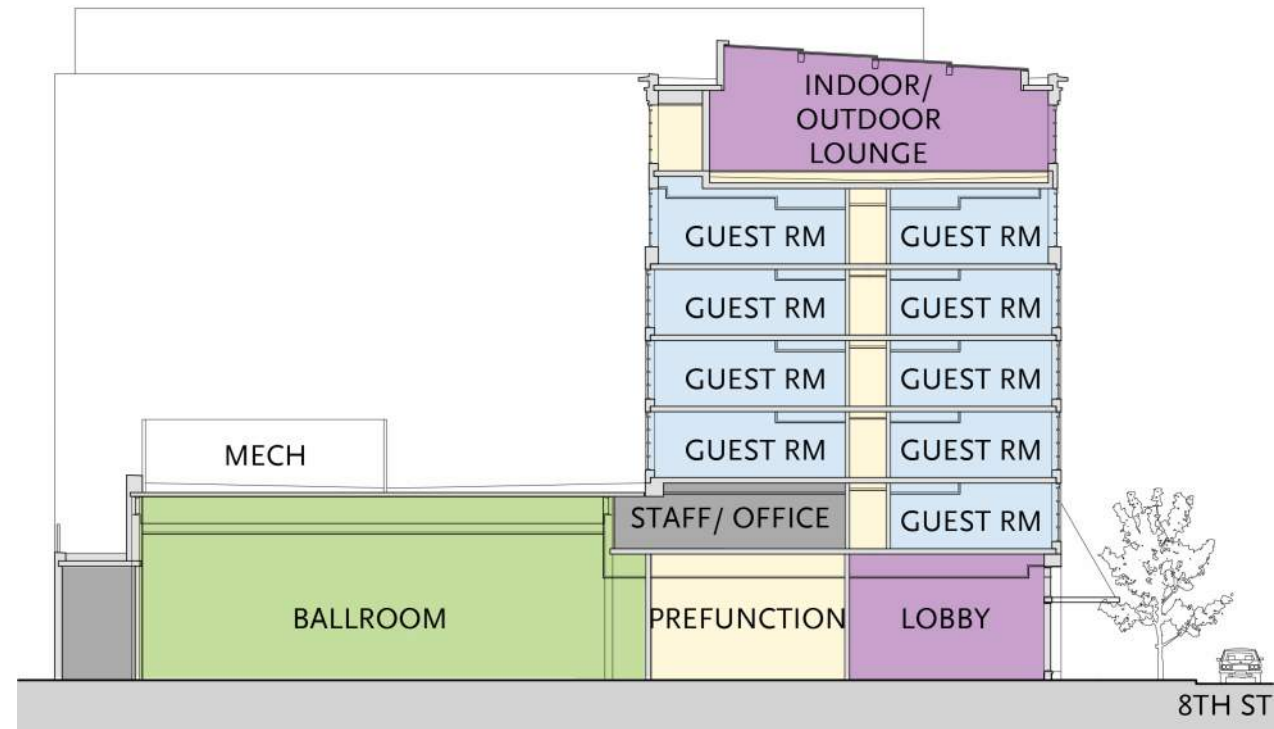 INDOOR/
OUTDOOR
LOUNGE
GUEST RM GUEST RM
GUEST RM GUEST RM
GUEST RM GUEST RM
MECH GUEST RM GUEST RM
STAFF/ OFFICE GUEST RM
BALLROOM PREFUNCTION LOBBY
8TH ST